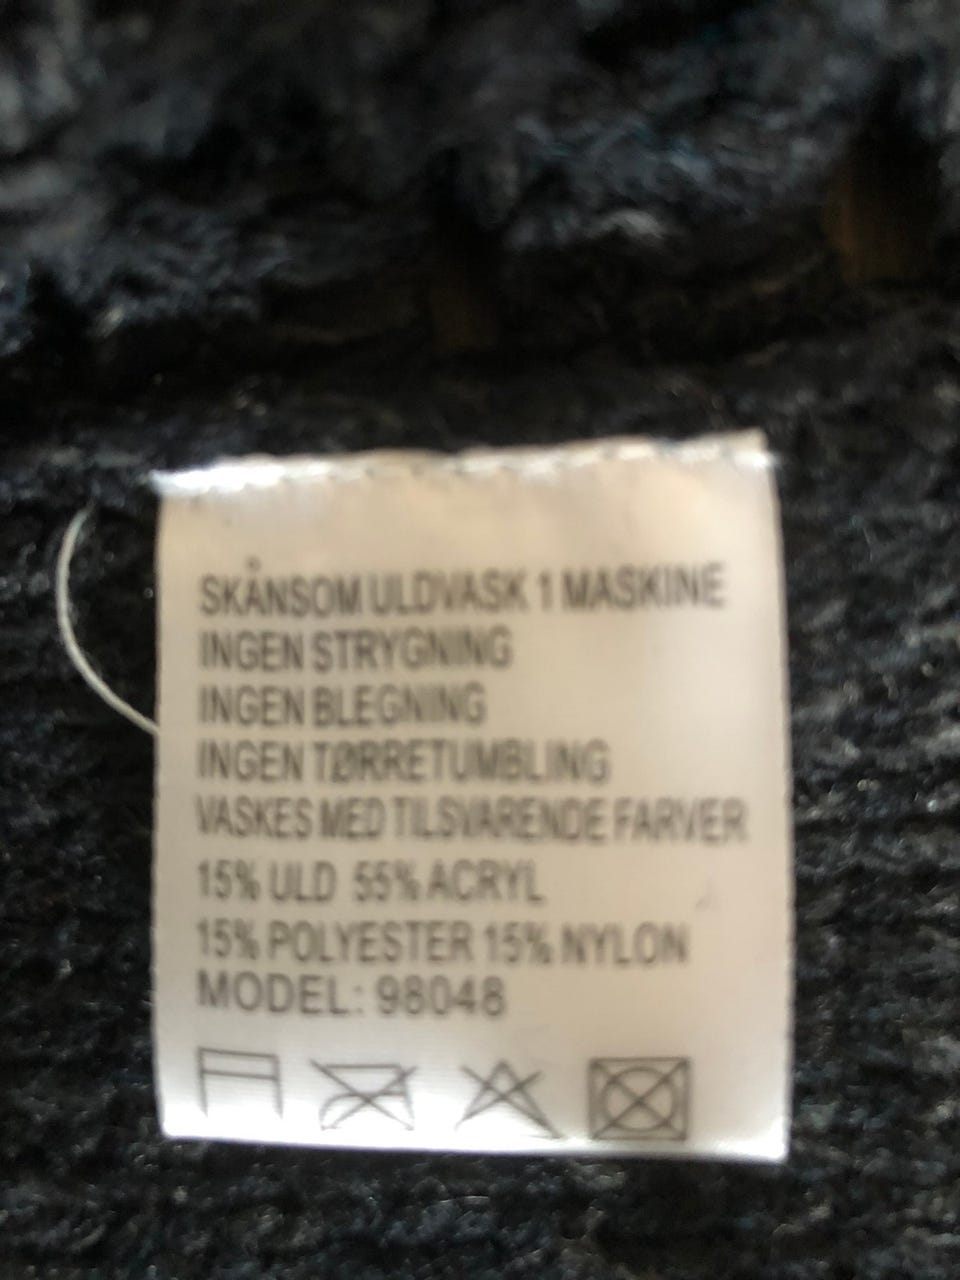 SKÅNSOM ULDVASK 1 MASKINE
INGEN STRYGNING
INGEN BLEGNING
INGEN TØRRETUMBLING
VASKES MED TILSVARENDE FARVER
15% ULD 55% ACRYL
15% POLYESTER 15% NYLON
MODEL: 98048